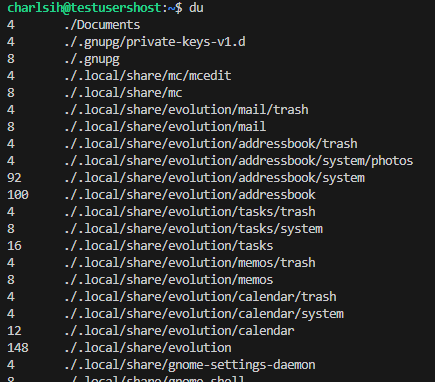 charlsih@testusershost:~$ du
4 ./Documents
4 ./.gnupg/private-keys-v1.d
8 ./.gnupg
4 ./.local/share/mc/mcedit
8 ./.local/share/mc
4 ./.local/share/evolution/mail/trash
8 ./.local/share/evolution/mail
4 ./.local/share/evolution/addressbook/trash
4 ./.local/share/evolution/addressbook/system/photos
92 ./.local/share/evolution/addressbook/system
100 ./.local/share/evolution/addressbook
4 ./.local/share/evolution/tasks/trash
8 ./.local/share/evolution/tasks/system
16 ./.local/share/evolution/tasks
4 ./.local/share/evolution/memos/trash
8 ./.local/share/evolution/memos
4 ./.local/share/evolution/calendar/trash
4 ./.local/share/evolution/calendar/system
12 ./.local/share/evolution/calendar
148 ./.local/share/evolution
4 ./.local/share/gnome-settings-daemon
8 ./.local/share/gnome-shell